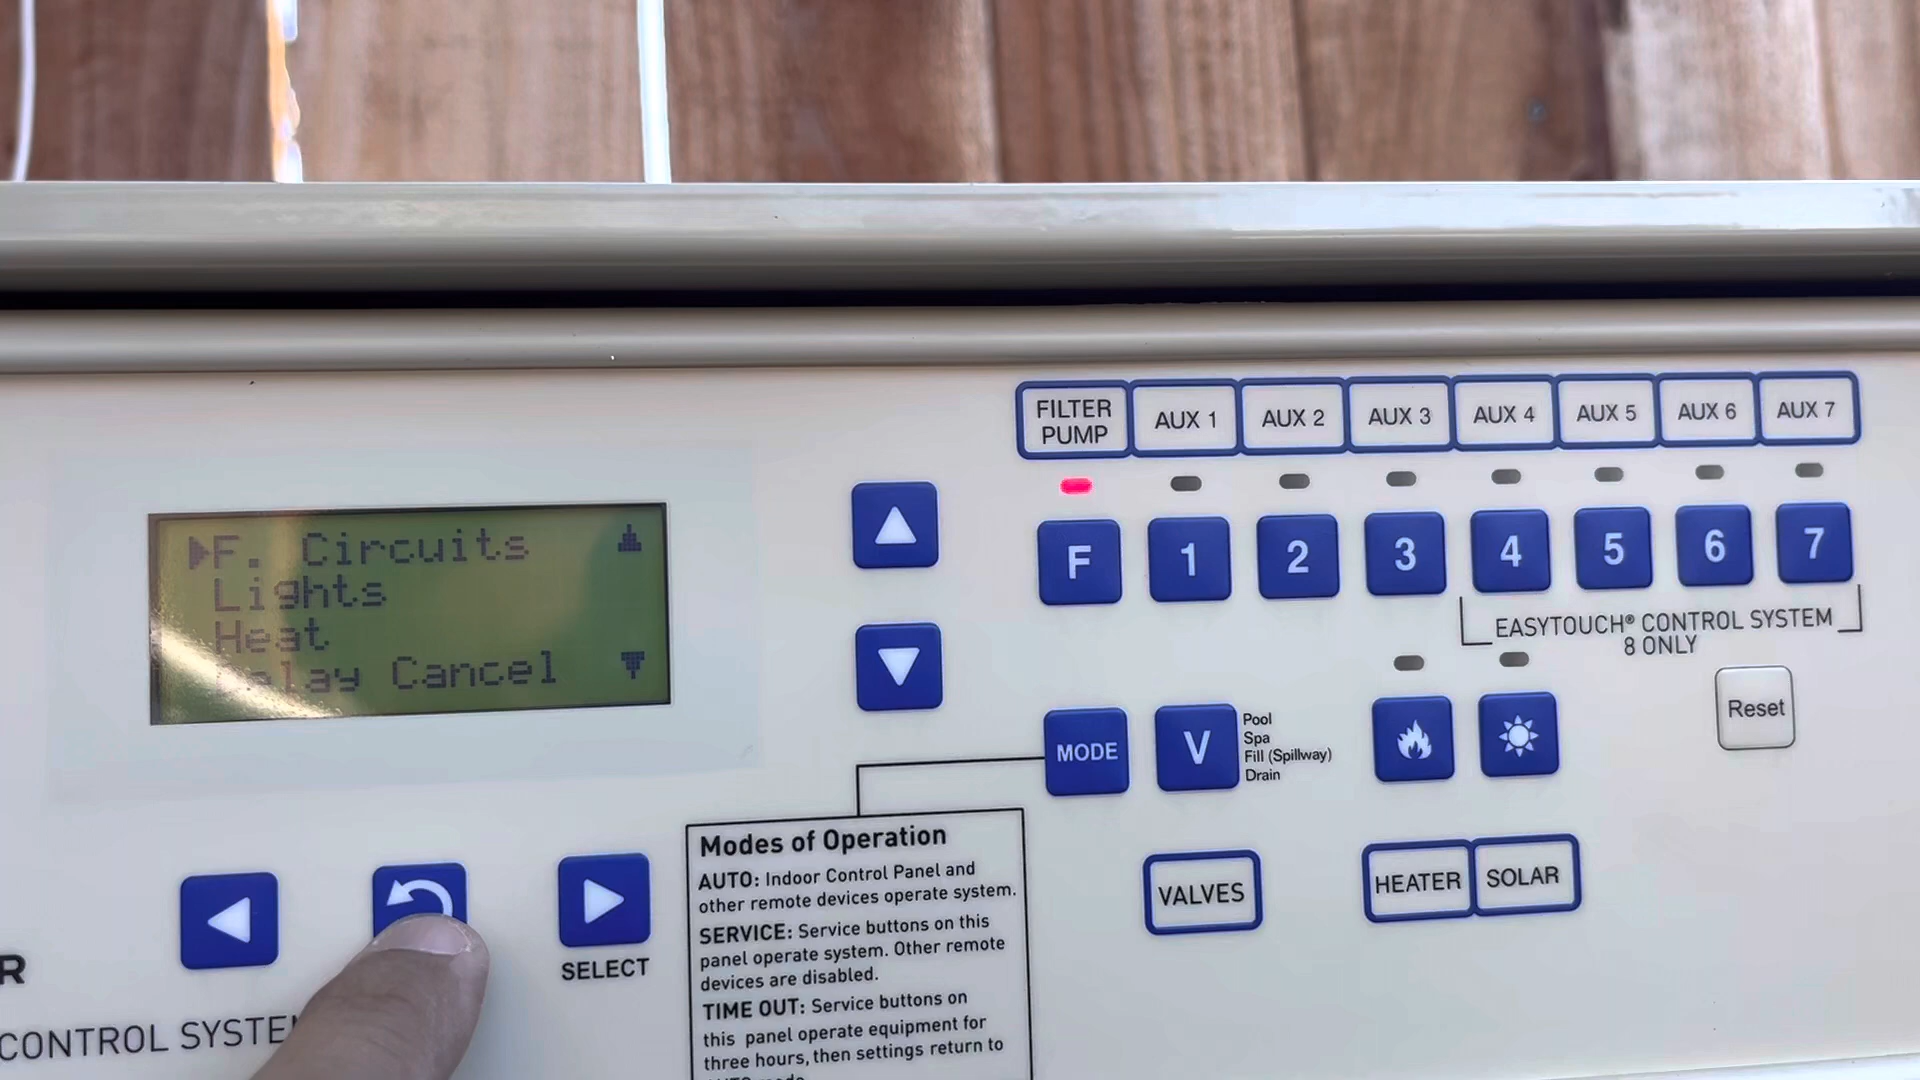 FILTER
PUMP
AUX 1
AUX 2
AUX 3
AUX 4
AUX 5
AUX 6
AUX 7
F. Circuits
Lights
Heat
Delay Cancel
F
1
2
3
4
5
6
7
EASYTOUCH® CONTROL SYSTEM
8 ONLY
Reset
MODE
V
Pool
Spa
Fill (Spillway)
Drain
VALVES
HEATER
SOLAR
SELECT
R
CONTROL SYSTE
Modes of Operation
AUTO: Indoor Control Panel and
other remote devices operate system.
SERVICE: Service buttons on this
panel operate system. Other remote
devices are disabled.
TIME OUT: Service buttons on
this panel operate equipment for
three hours, then settings return to